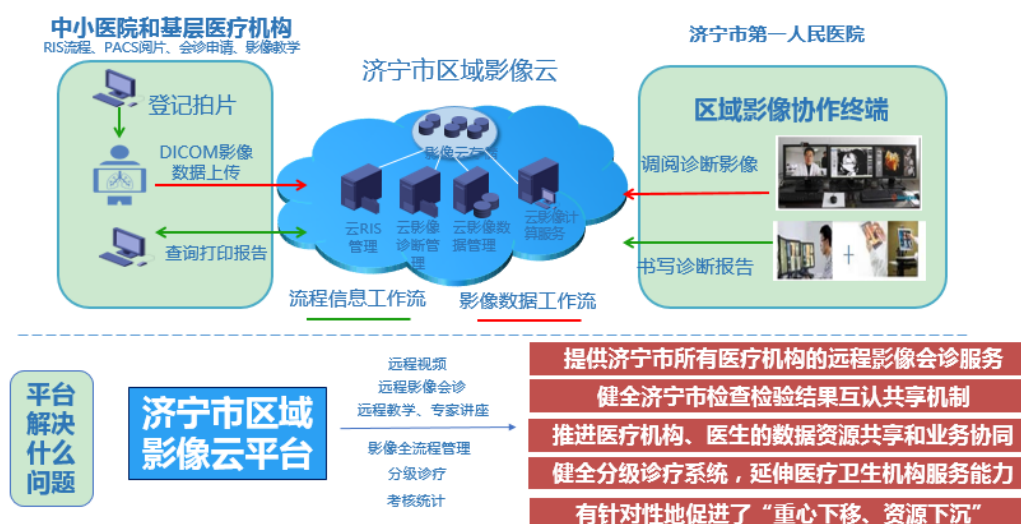 中小医院和基层医疗机构
RIS流程、PACS阅片、会诊申请、影像教学
登记拍片
DICOM影像
数据上传
查询打印报告
济宁市区域影像云
影像云存储
云RIS
管理
云影像
诊断管
理
云影像数
据管理
云影像计
算服务
流程信息工作流
影像数据工作流
济宁市第一人民医院
区域影像协作终端
调阅诊断影像
书写诊断报告
平台
解决
什么
问题
济宁市区域
影像云平台
远程视频
远程影像会诊
远程教学、专家讲座
影像全流程管理
分级诊疗
考核统计
提供济宁市所有医疗机构的远程影像会诊服务
健全济宁市检查检验结果互认共享机制
推进医疗机构、医生的数据资源共享和业务协同
健全分级诊疗系统，延伸医疗卫生机构服务能力
有针对性地促进了“重心下移、资源下沉”